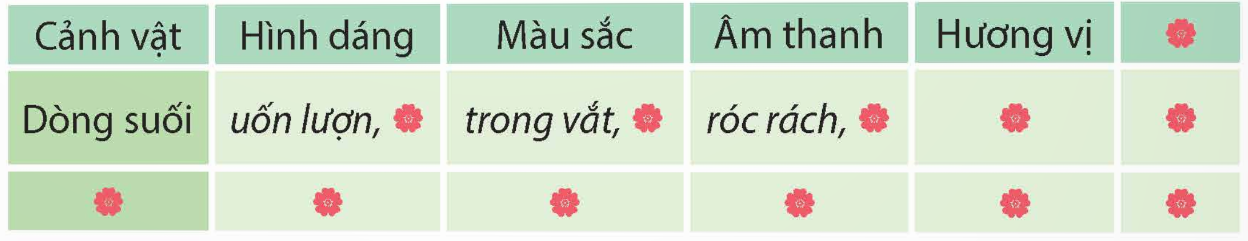 Cảnh vật Hình dáng Màu sắc Âm thanh Hương vị
Dòng suối uốn lượn, trong vắt, róc rách,